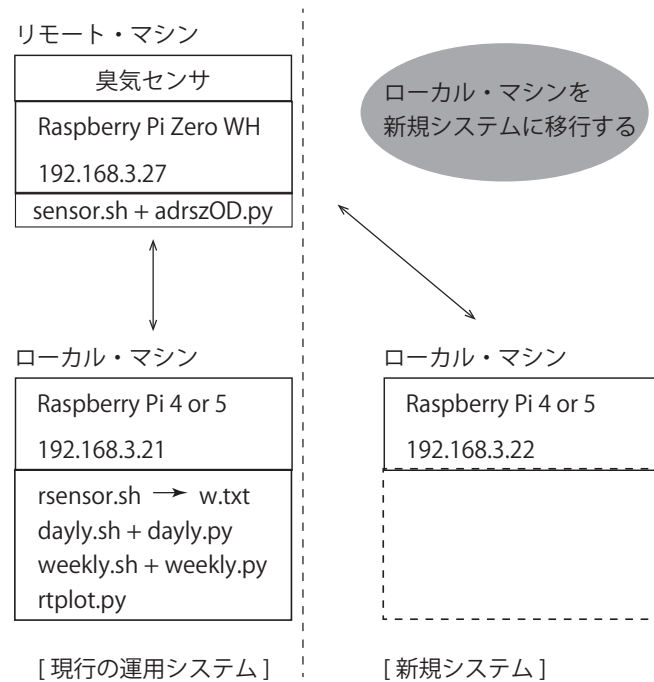 リモート・マシン
臭気センサ
Raspberry Pi Zero WH
192.168.3.27
sensor.sh + adrszOD.py
ローカル・マシンを
新規システムに移行する
ローカル・マシン
Raspberry Pi 4 or 5
192.168.3.21
rsensor.sh → w.txt
dayly.sh + dayly.py
weekly.sh + weekly.py
rtplot.py
[ 現行の運用システム ]
ローカル・マシン
Raspberry Pi 4 or 5
192.168.3.22
[ 新規システム ]